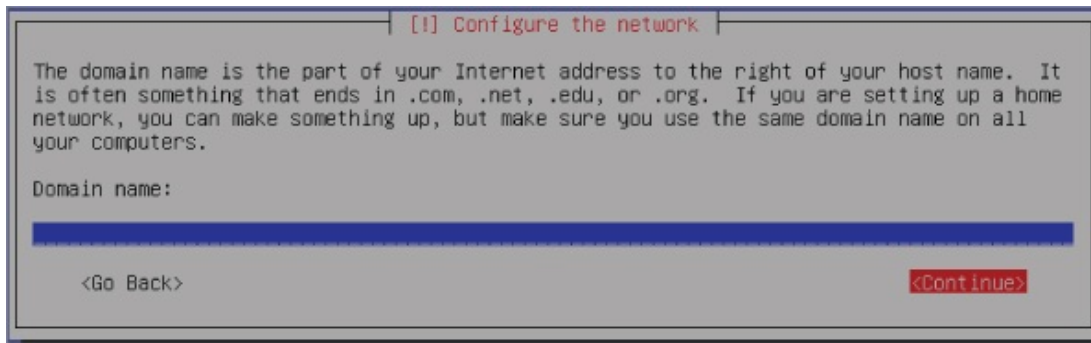 [!] Configure the network
The domain name is the part of your Internet address to the right of your host name.  It
is often something that ends in .com, .net, .edu, or .org.  If you are setting up a home
network, you can make something up, but make sure you use the same domain name on all
your computers.
Domain name:
<Go Back> <Continue>